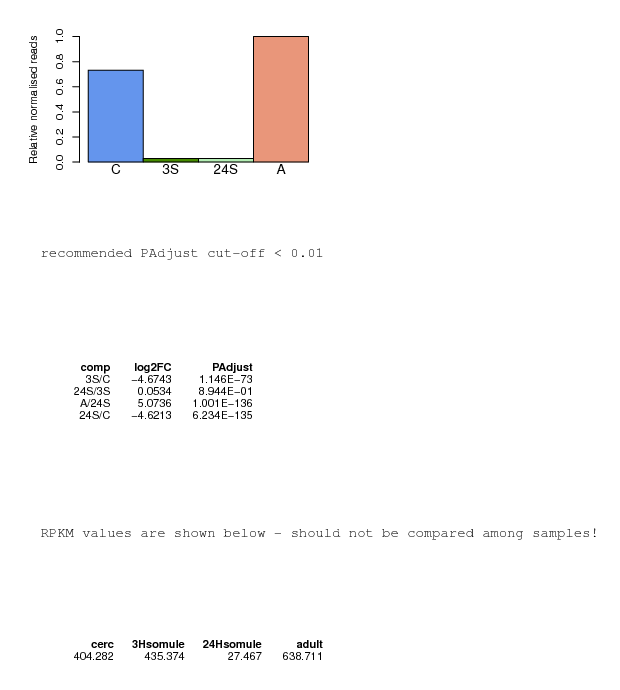 Relative normalised reads
1.0
0.8
0.6
0.4
0.2
0.0
C 3S 24S A
recommended PAdjust cut-off < 0.01
comp log2FC PAdjust
3S/C −4.6743 1.146E−73
24S/3S 0.0534 8.944E−01
A/24S 5.0736 1.001E−136
24S/C −4.6213 6.234E−135
RPKM values are shown below - should not be compared among samples!
cerc 3Hsomule 24Hsomule adult
404.282 435.374 27.467 638.711